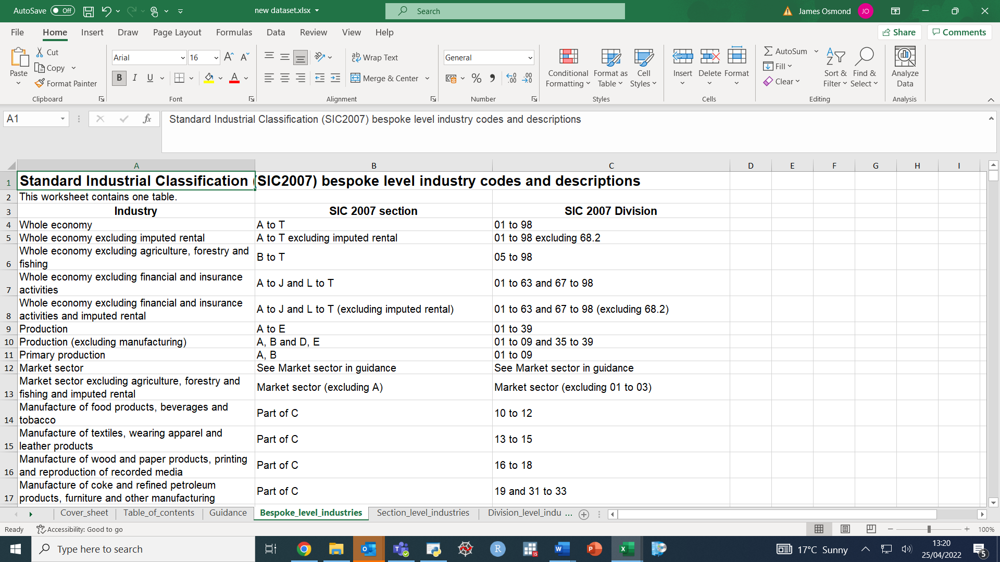 AutoSave Off new dataset.xlsx Search James Osmond JO
File Home Insert Draw Page Layout Formulas Data Review View Help Share Comments
Paste
Cut
Copy
Format Painter
Clipboard
Arial 16
B I U
Font
Wrap Text
Merge & Center
Alignment
General
Number
Conditional Formatting
Format as Table
Cell Styles
Styles
Insert Delete Format
Cells
AutoSum
Fill
Clear
Sort & Filter
Find & Select
Editing
Analyze Data
Analysis
A1 fx Standard Industrial Classification (SIC2007) bespoke level industry codes and descriptions
A B C D E F G H I
1 Standard Industrial Classification (SIC2007) bespoke level industry codes and descriptions
2 This worksheet contains one table.
3 Industry SIC 2007 section SIC 2007 Division
4 Whole economy A to T 01 to 98
5 Whole economy excluding imputed rental A to T excluding imputed rental 01 to 98 excluding 68.2
Whole economy excluding agriculture, forestry and
6 fishing B to T 05 to 98
Whole economy excluding financial and insurance
7 activities A to J and L to T 01 to 63 and 67 to 98
Whole economy excluding financial and insurance
8 activities and imputed rental A to J and L to T (excluding imputed rental) 01 to 63 and 67 to 98 (excluding 68.2)
9 Production A to E 01 to 39
10 Production (excluding manufacturing) A, B and D, E 01 to 09 and 35 to 39
11 Primary production A, B 01 to 09
12 Market sector See Market sector in guidance See Market sector in guidance
Market sector excluding agriculture, forestry and
13 fishing and imputed rental Market sector (excluding A) Market sector (excluding 01 to 03)
Manufacture of food products, beverages and
14 tobacco Part of C 10 to 12
Manufacture of textiles, wearing apparel and
15 leather products Part of C 13 to 15
Manufacture of wood and paper products, printing
16 and reproduction of recorded media Part of C 16 to 18
Manufacture of coke and refined petroleum
17 products, furniture and other manufacturing Part of C 19 and 31 to 33
Cover_sheet Table_of_contents Guidance Bespoke_level_industries Section_level_industries Division_level_indu ...
Ready Accessibility: Good to go 100%
Type here to search 17°C Sunny 13:20
25/04/2022 5